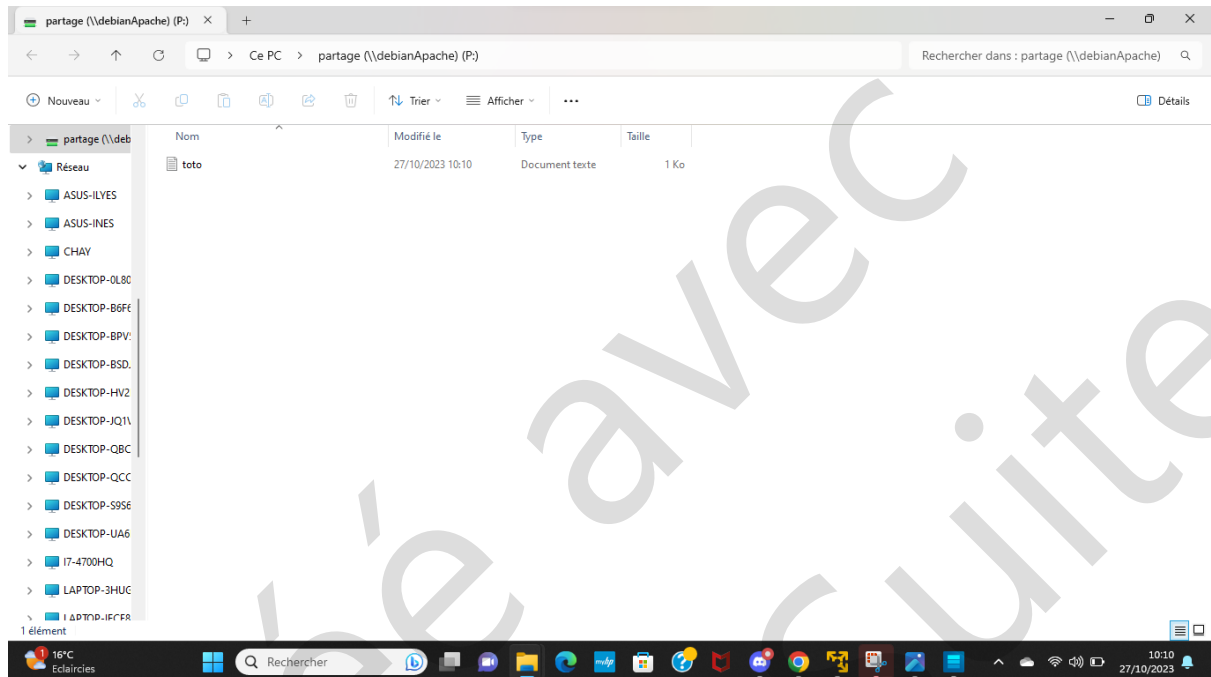 partage (\\debianApache) (P:)
Ce PC > partage (\\debianApache) (P:)
Rechercher dans : partage (\\debianApache)
Nouveau
Trier
Afficher
Détails
partage (\\deb
Nom
Modifié le
Type
Taille
Réseau
toto
27/10/2023 10:10
Document texte
1 Ko
ASUS-ILYES
ASUS-INES
CHAY
DESKTOP-0L80
DESKTOP-B6F6
DESKTOP-BPV
DESKTOP-BSD
DESKTOP-HV2
DESKTOP-JQ1
DESKTOP-QBC
DESKTOP-QCC
DESKTOP-S9S6
DESKTOP-UA6
I7-4700HQ
LAPTOP-3HUG
1 élément
1
16°C
Eclaircies
Rechercher
10:10
27/10/2023
é avec
uite